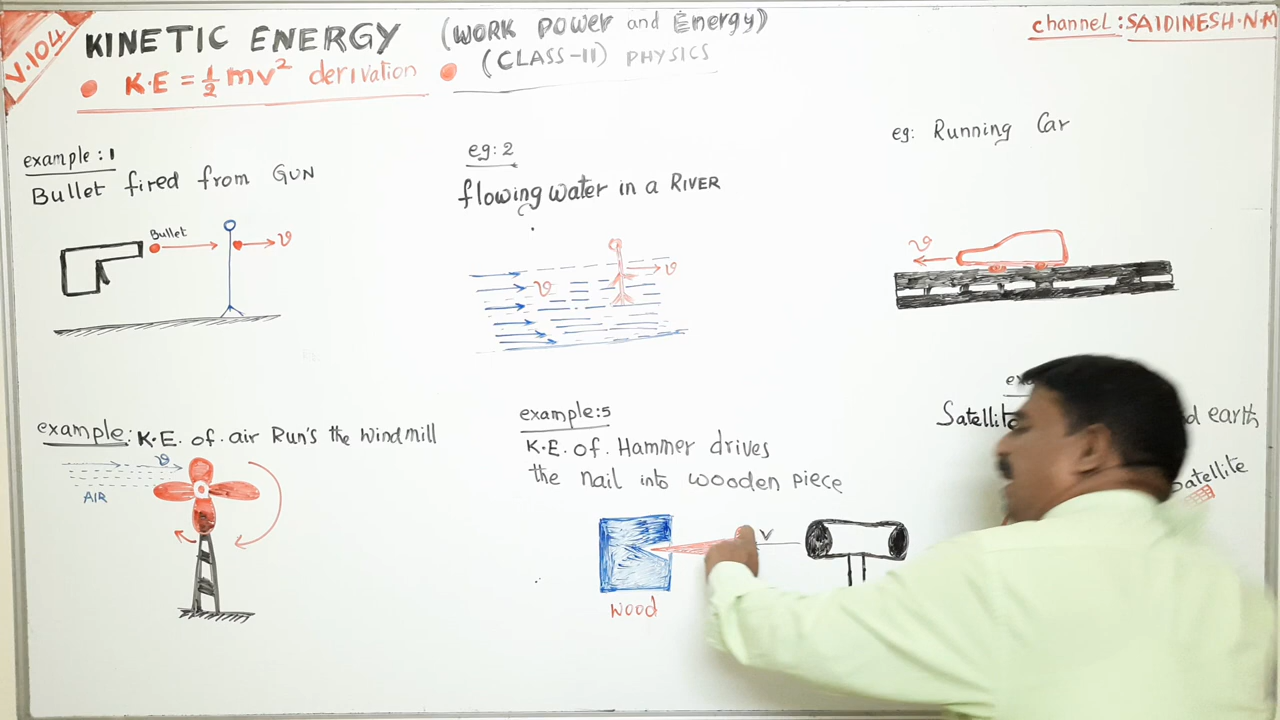 V.104
KINETIC ENERGY (WORK POWER and Energy)
• K.E = ½ mv² derivation • (CLASS-11) PHYSICS
channel: SAIDINESH.N.M
example: 1
Bullet fired from GUN
Bullet
v
eg: 2
flowing water in a RIVER
v
v
eg: Running Car
v
example: K.E. of. air Run's the windmill
v
AIR
example: 5
K.E. of. Hammer drives
the nail into wooden piece
V
wood
earth
Satellite